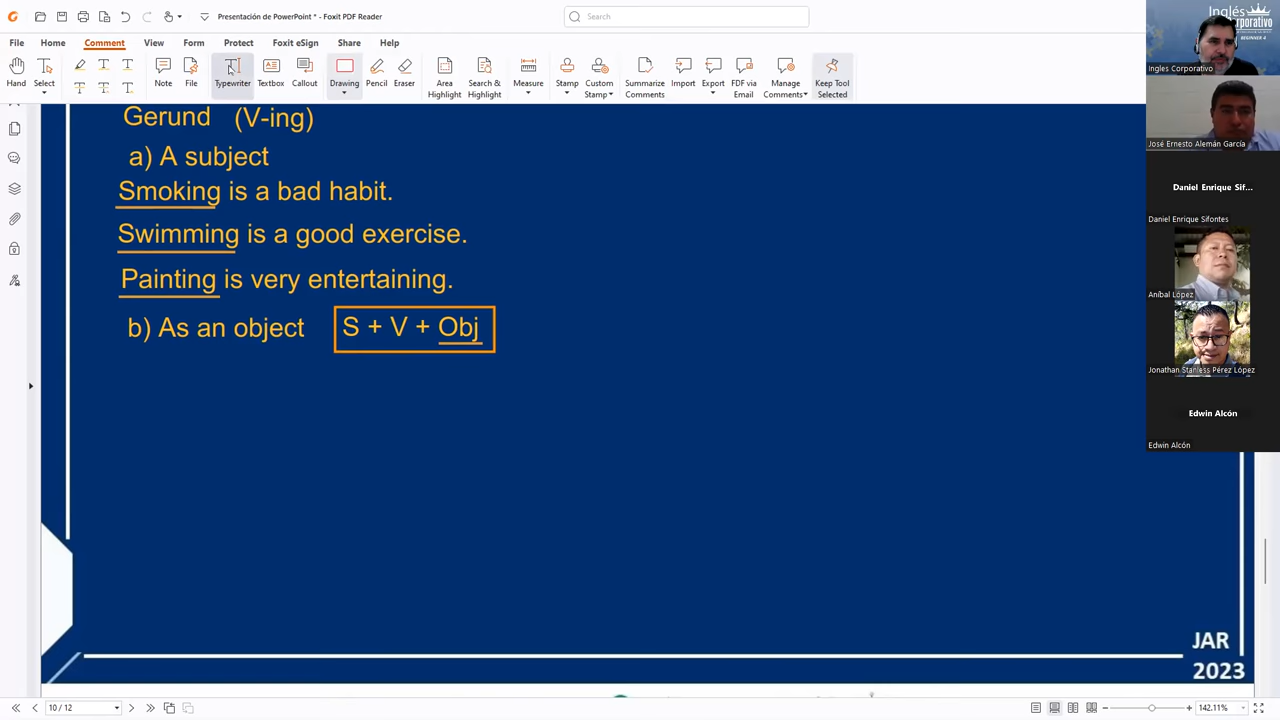 Presentación de PowerPoint * - Foxit PDF Reader
Search
File Home Comment View Form Protect Foxit eSign Share Help
Hand Select Note File Typewriter Textbox Callout Drawing Pencil Eraser Area Highlight Search & Highlight Measure Stamp Custom Stamp Summarize Comments Import Export FDF via Email Manage Comments Keep Tool Selected
Gerund (V-ing)
a) A subject
Smoking is a bad habit.
Swimming is a good exercise.
Painting is very entertaining.
b) As an object S + V + Obj
JAR
2023
10 / 12
142.11%
Inglés
Corporativo
BEGINNER 4
Ingles Corporativo
José Ernesto Alemán García
Daniel Enrique Sif...
Daniel Enrique Sifontes
Aníbal López
Jonathan Stanless Pérez López
Edwin Alcón
Edwin Alcón